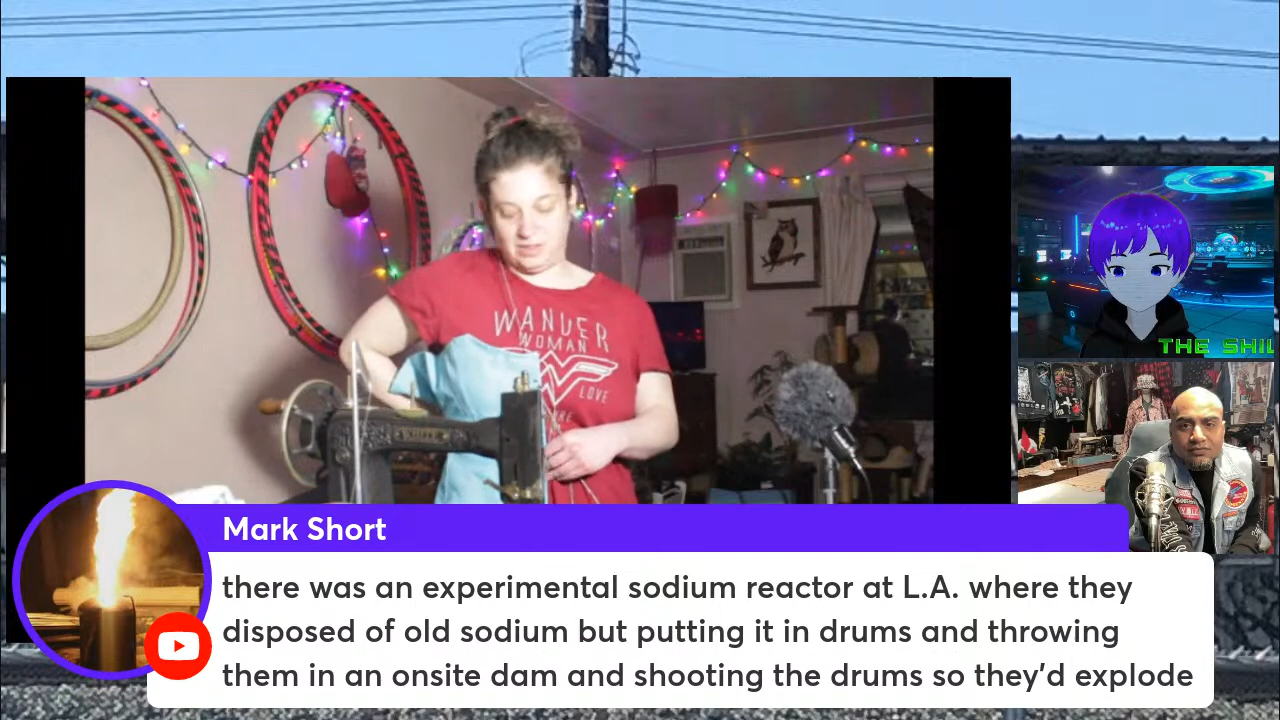 WANDER
WOMAN
LOVE
WHITE
THE SHIL
Mark Short
there was an experimental sodium reactor at L.A. where they
disposed of old sodium but putting it in drums and throwing
them in an onsite dam and shooting the drums so they'd explode